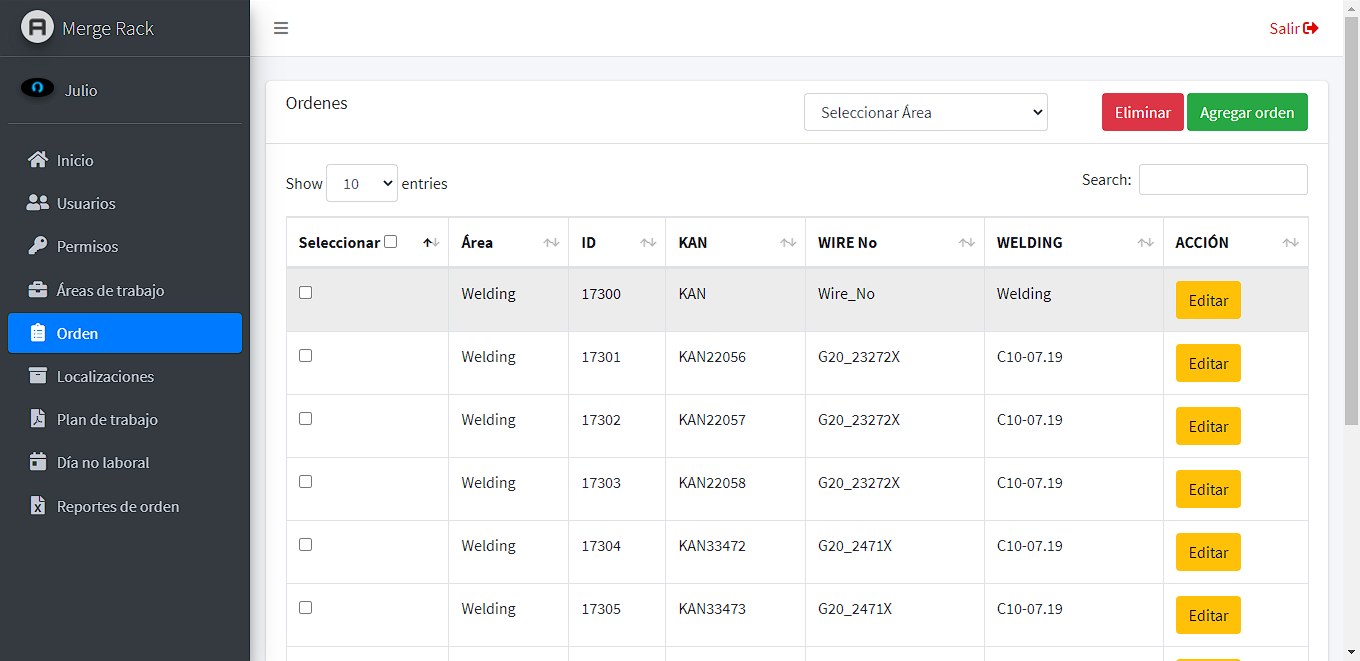 Merge Rack
Salir
Julio
Inicio
Usuarios
Permisos
Áreas de trabajo
Orden
Localizaciones
Plan de trabajo
Día no laboral
Reportes de orden
Ordenes Seleccionar Área Eliminar Agregar orden
Show 10 entries Search:
Seleccionar Área ID KAN WIRE No WELDING ACCIÓN
Welding 17300 KAN Wire_No Welding Editar
Welding 17301 KAN22056 G20_23272X C10-07.19 Editar
Welding 17302 KAN22057 G20_23272X C10-07.19 Editar
Welding 17303 KAN22058 G20_23272X C10-07.19 Editar
Welding 17304 KAN33472 G20_2471X C10-07.19 Editar
Welding 17305 KAN33473 G20_2471X C10-07.19 Editar